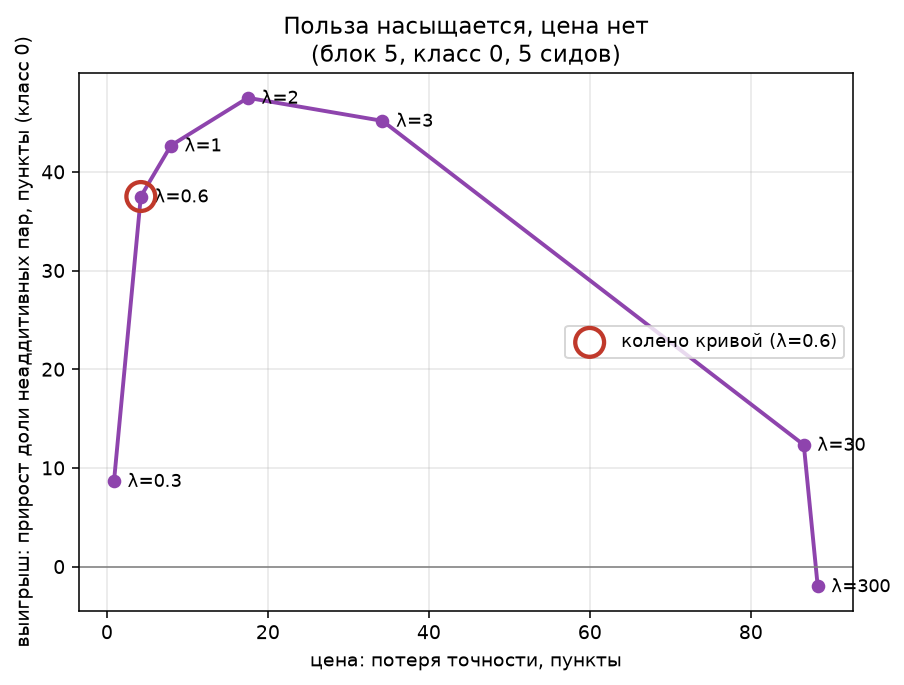 Польза насыщается, цена нет
(блок 5, класс 0, 5 сидов)
выигрыш: прирост доли неаддитивных пар, пункты (класс 0)
40
30
20
10
0
λ=2
λ=3
λ=1
λ=0.6
λ=0.3
колено кривой (λ=0.6)
λ=30
λ=300
0
20
40
60
80
цена: потеря точности, пункты